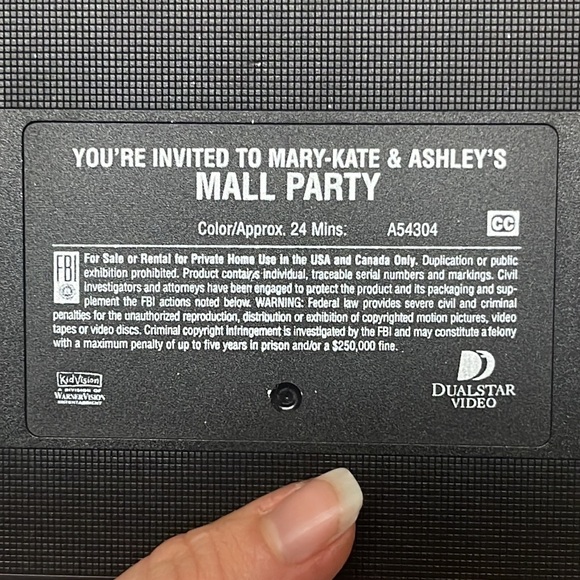 YOU'RE INVITED TO MARY-KATE & ASHLEY'S
MALL PARTY
Color/Approx. 24 Mins. A54304 CC
FBI
For Sale or Rental for Private Home Use in the USA and Canada Only. Duplication or public
exhibition prohibited. Product contains individual, traceable serial numbers and markings. Civil
investigators and attorneys have been engaged to protect the product and its packaging and sup-
plement the FBI actions noted below. WARNING: Federal law provides severe civil and criminal
penalties for the unauthorized reproduction, distribution or exhibition of copyrighted motion pictures, video
tapes or video discs. Criminal copyright infringement is investigated by the FBI and may constitute a felony
with a maximum penalty of up to five years in prison and/or a $250,000 fine.
KidVision
A DIVISION OF
WARNERVISION
ENTERTAINMENT
DUALSTAR
VIDEO